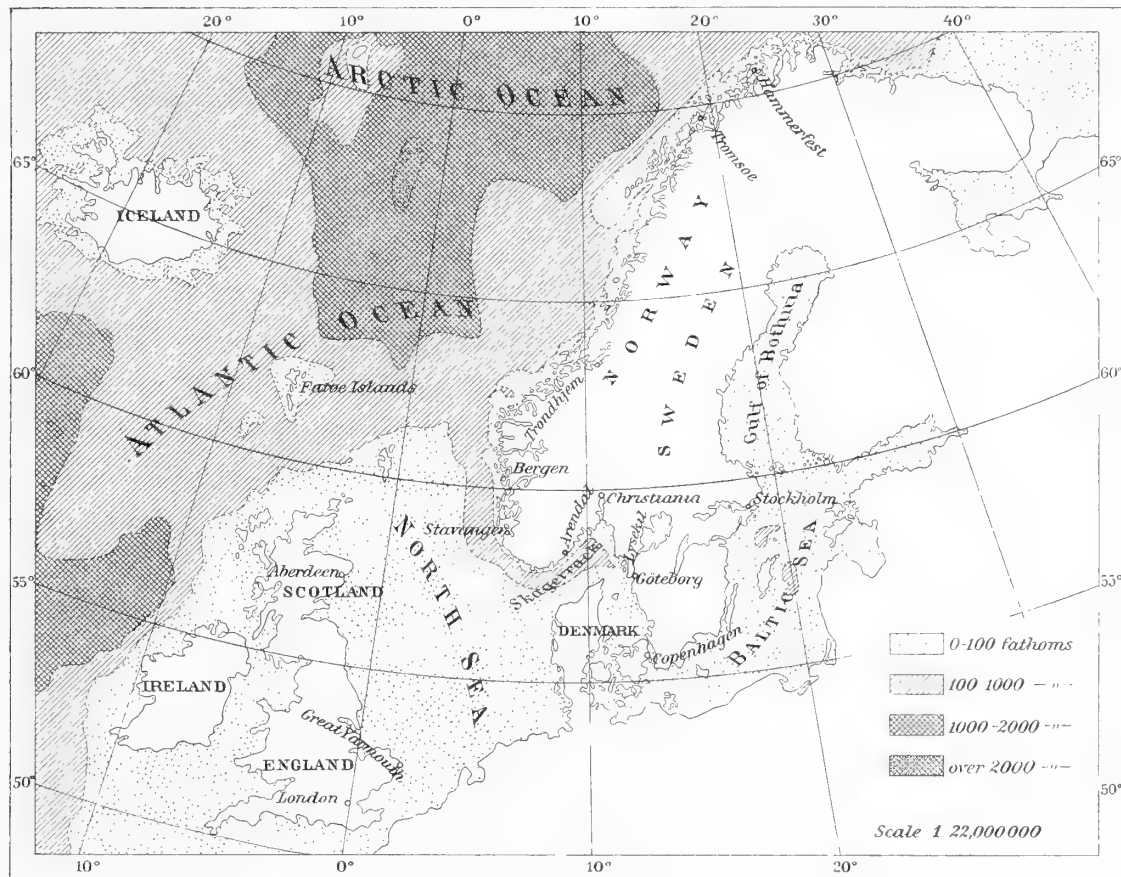 20° 10° 0° 10° 20° 30° 40°
ARCTIC OCEAN
Hammerfest
Tromsoe
65°
65°
ICELAND
NORWAY
SWEDEN
ATLANTIC OCEAN
Gulf of Bothnia
60°
60°
Faroe Islands
Trondhjem
Bergen
Christiania
Stockholm
Stavanger
Arendal
Lysekil
NORTH SEA
Skagerrack
Göteborg
Aberdeen
SCOTLAND
BALTIC SEA
55°
55°
DENMARK
Copenhagen
0-100 fathoms
IRELAND
100 1000 -"-
Great Yarmouth
1000-2000 -"-
ENGLAND
over 2000 -"-
50°
50°
London
Scale 1 22,000000
10° 0° 10° 20°